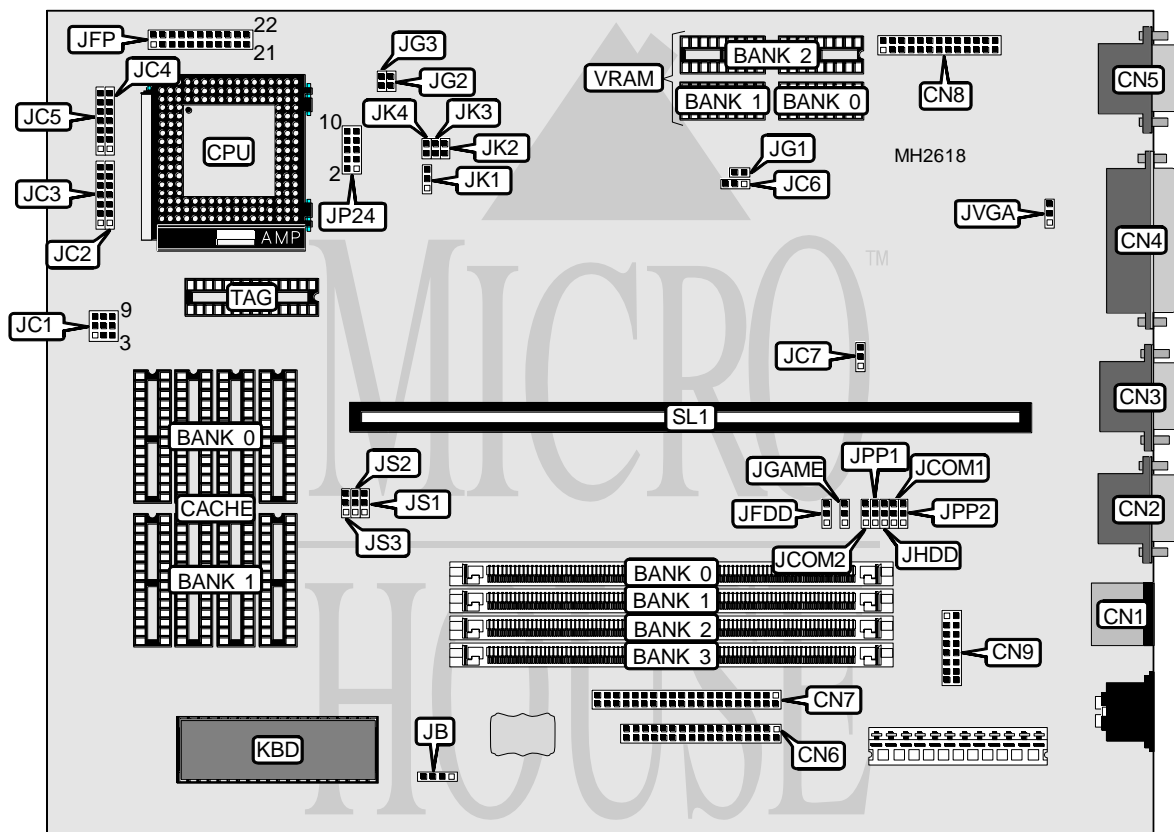 JFP
22
21
JC4
JC5
JC3
JC2
CPU
AMP
JG3
JG2
JK4
JK3
JK2
JK1
10
2
JP24
VRAM
BANK 2
BANK 1
BANK 0
CN8
CN5
MH2618
JG1
JC6
JVGA
CN4
TAG
JC1
9
3
MICRO™
JC7
CN3
SL1
BANK 0
CACHE
BANK 1
JS2
JS1
JS3
JGAME
JPP1
JCOM1
JFDD
JPP2
JCOM2
JHDD
CN2
BANK 0
BANK 1
BANK 2
BANK 3
CN1
CN9
HOUSE
CN7
CN6
KBD
JB